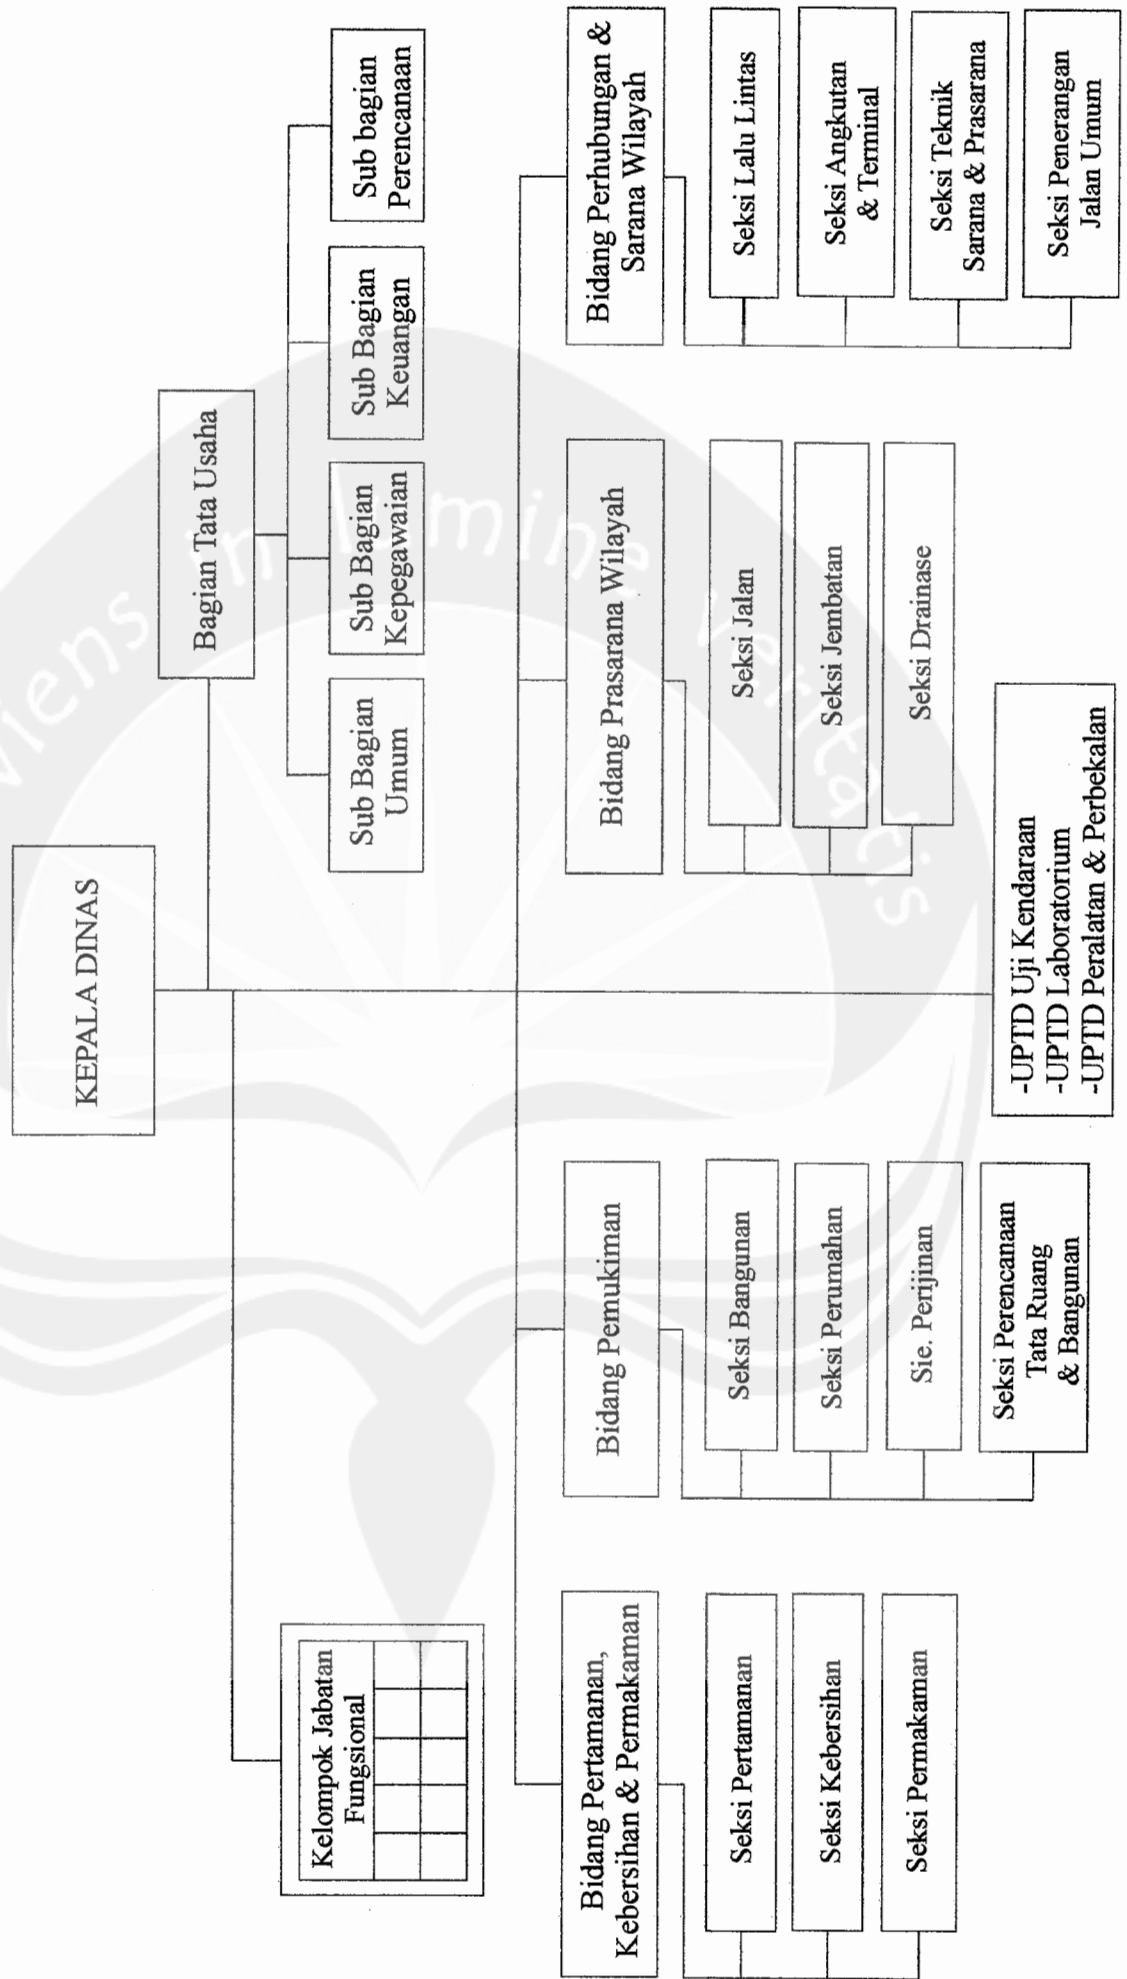 KEPALA DINAS
Bagian Tata Usaha
Kelompok Jabatan
Fungsional
Sub Bagian
Umum
Sub Bagian
Kepegawaian
Sub Bagian
Keuangan
Sub bagian
Perencanaan
Bidang Pertamanan,
Kebersihan & Permakaman
Seksi Pertamanan
Seksi Kebersihan
Seksi Permakaman
Bidang Pemukiman
Seksi Bangunan
Seksi Perumahan
Sie. Perijinan
Seksi Perencanaan
Tata Ruang
& Bangunan
Bidang Prasarana Wilayah
Seksi Jalan
Seksi Jembatan
Seksi Drainase
Bidang Perhubungan &
Sarana Wilayah
Seksi Lalu Lintas
Seksi Angkutan
& Terminal
Seksi Teknik
Sarana & Prasarana
Seksi Penerangan
Jalan Umum
-UPTD Uji Kendaraan
-UPTD Laboratorium
-UPTD Peralatan & Perbekalan
viens in lumine veritatis